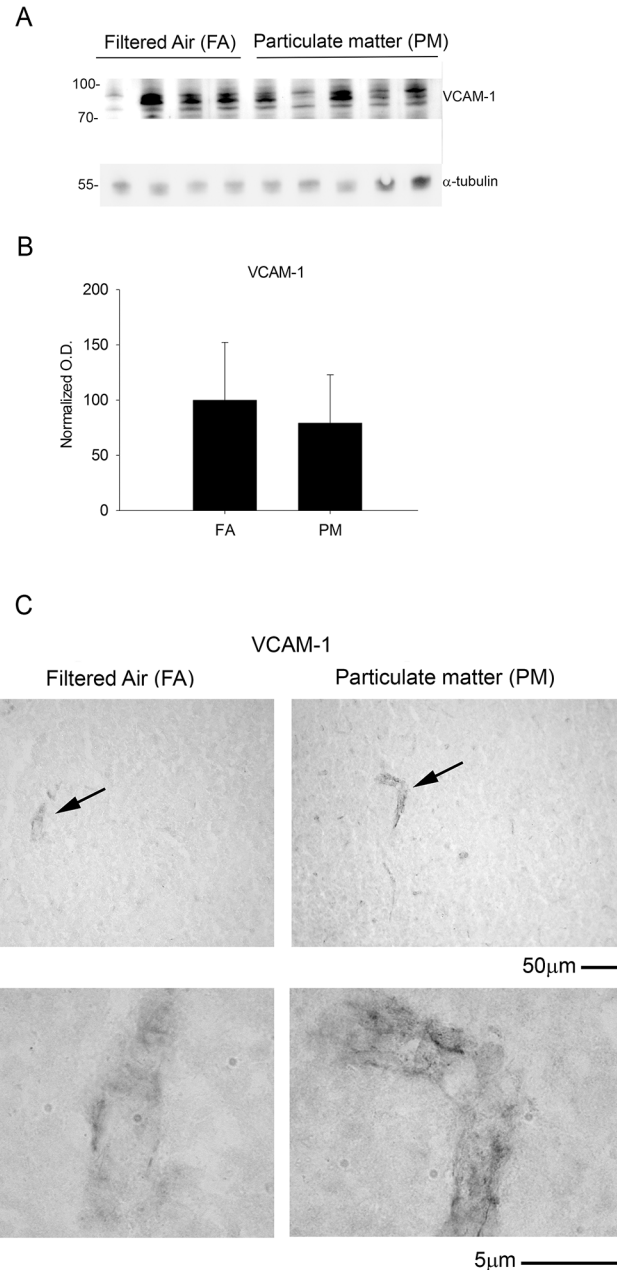 A
Filtered Air (FA) Particulate matter (PM)
100-
VCAM-1
70-
55-
α-tubulin
B
VCAM-1
200
150
100
50
0
Normalized O.D.
FA PM
C
VCAM-1
Filtered Air (FA) Particulate matter (PM)
50µm
5µm